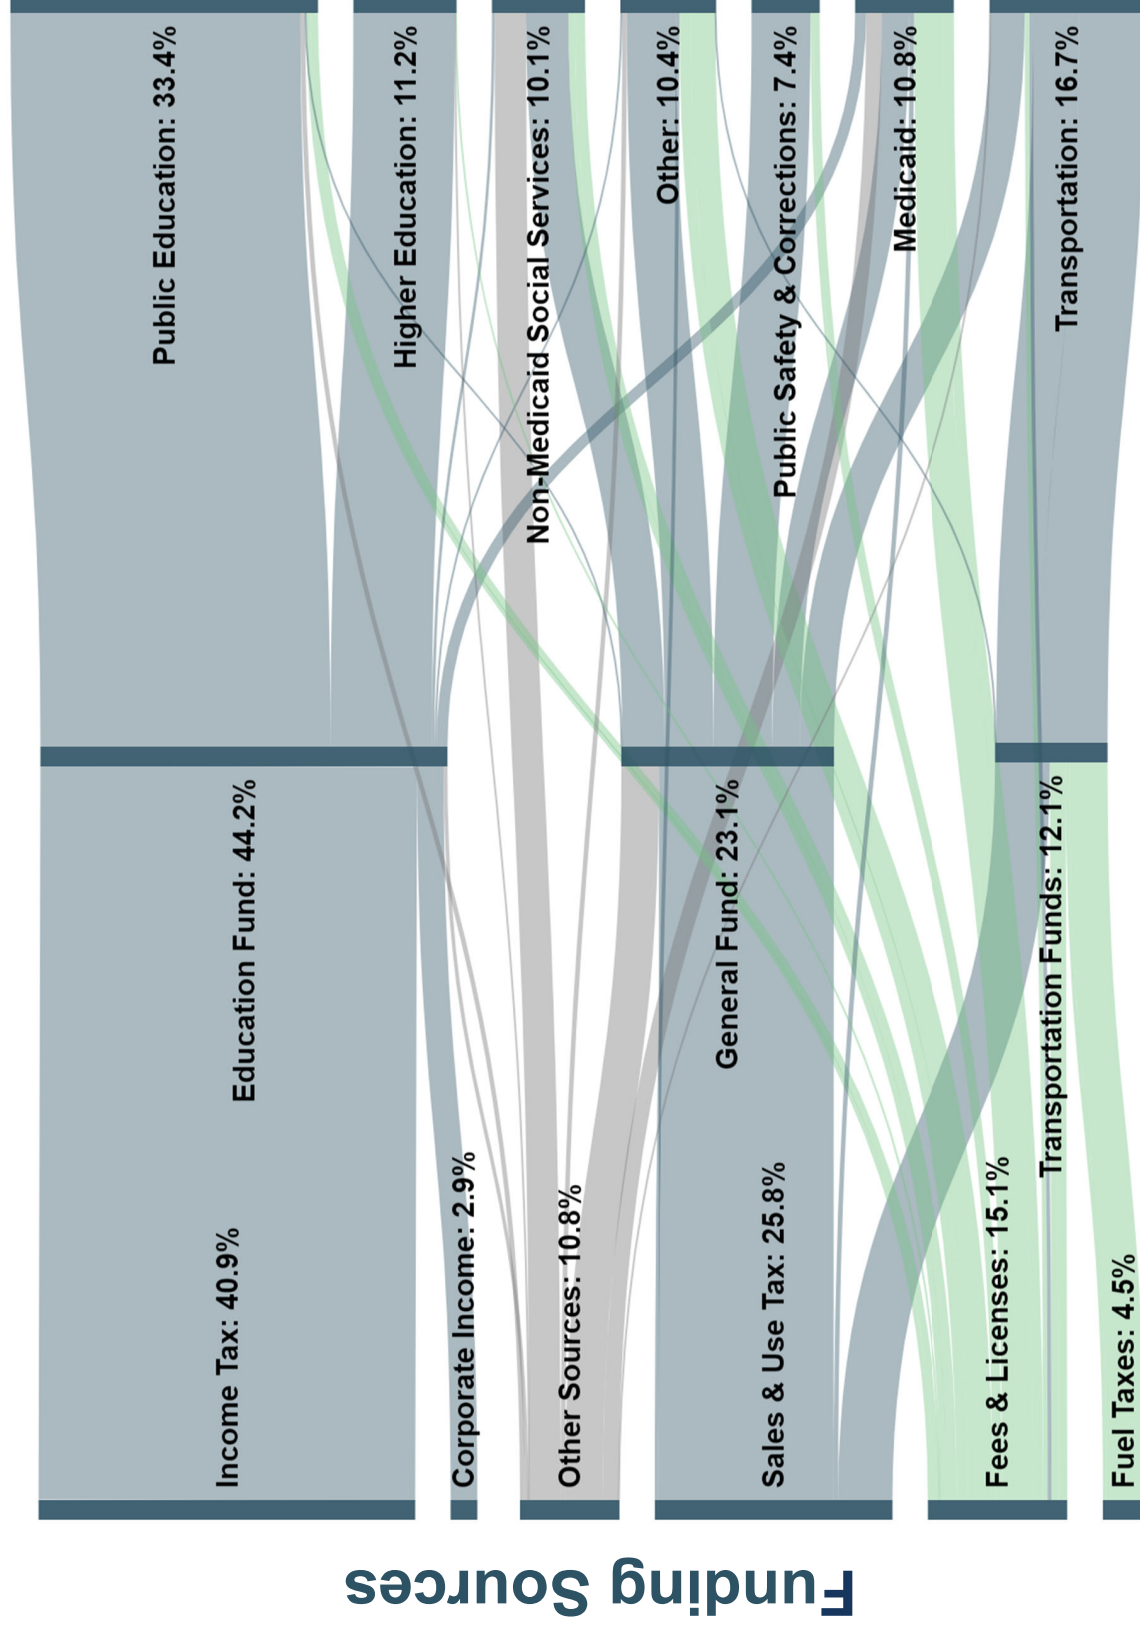 Public Education: 33.4%
Higher Education: 11.2%
Non-Medicaid Social Services: 10.1%
Other: 10.4%
Public Safety & Corrections: 7.4%
Medicaid: 10.8%
Transportation: 16.7%
Education Fund: 44.2%
General Fund: 23.1%
Transportation Funds: 12.1%
Income Tax: 40.9%
Corporate Income: 2.9%
Other Sources: 10.8%
Sales & Use Tax: 25.8%
Fees & Licenses: 15.1%
Fuel Taxes: 4.5%
Funding Sources